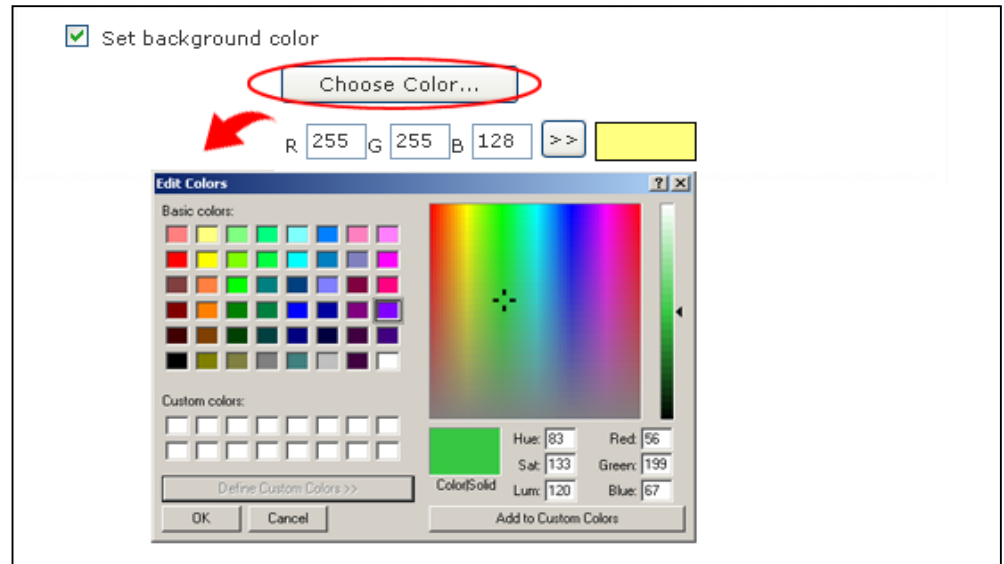 Set background color
Choose Color...
R 255 G 255 B 128 >>
Edit Colors ? ×
Basic colors:
Custom colors:
Define Custom Colors >>
OK Cancel
Color|Solid
Hue: 83 Red: 56
Sat: 133 Green: 199
Lum: 120 Blue: 67
Add to Custom Colors